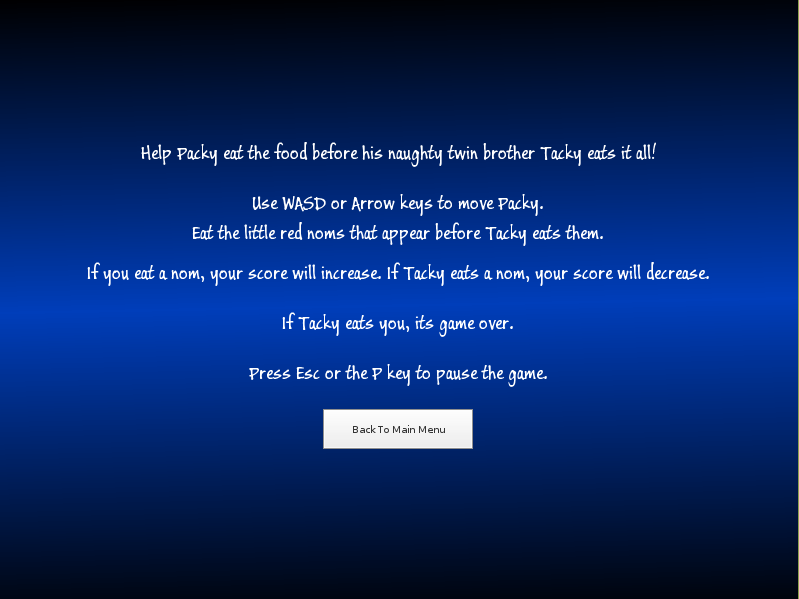 Help Packy eat the food before his naughty twin brother Tacky eats it all!
Use WASD or Arrow keys to move Packy.
Eat the little red noms that appear before Tacky eats them.
If you eat a nom, your score will increase. If Tacky eats a nom, your score will decrease.
If Tacky eats you, its game over.
Press Esc or the P key to pause the game.
Back To Main Menu